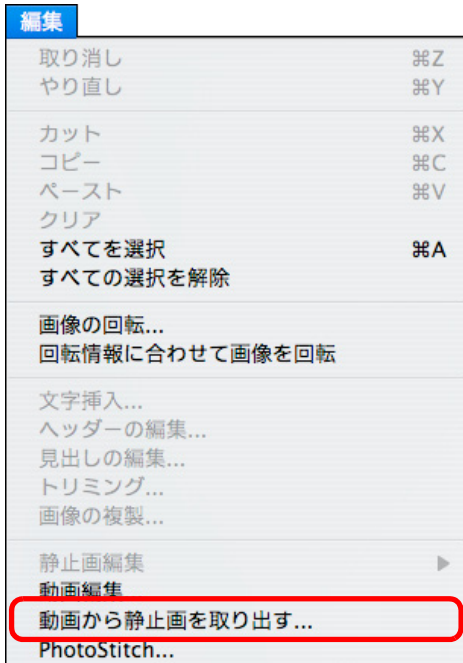 編集
取り消し ⌘Z
やり直し ⌘Y
カット ⌘X
コピー ⌘C
ペースト ⌘V
クリア
すべてを選択 ⌘A
すべての選択を解除
画像の回転...
回転情報に合わせて画像を回転
文字挿入...
ヘッダーの編集...
見出しの編集...
トリミング...
画像の複製...
静止画編集 ▶
動画編集
動画から静止画を取り出す...
PhotoStitch...